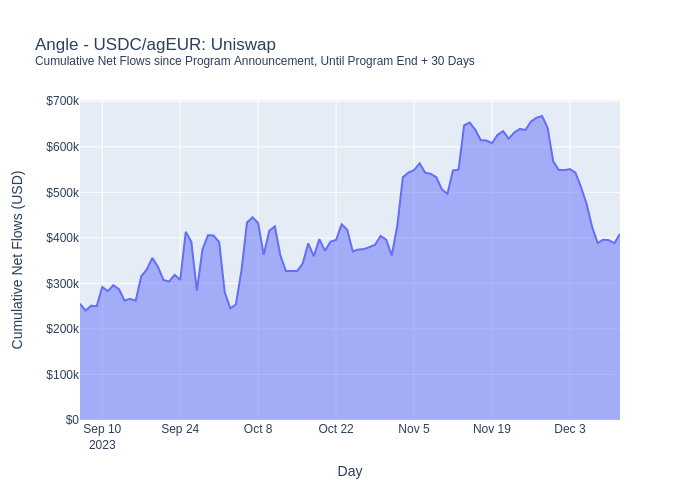 Angle - USDC/agEUR: Uniswap
Cumulative Net Flows since Program Announcement, Until Program End + 30 Days
Cumulative Net Flows (USD)
$700k
$600k
$500k
$400k
$300k
$200k
$100k
$0
Sep 10 Sep 24 Oct 8 Oct 22 Nov 5 Nov 19 Dec 3
2023
Day